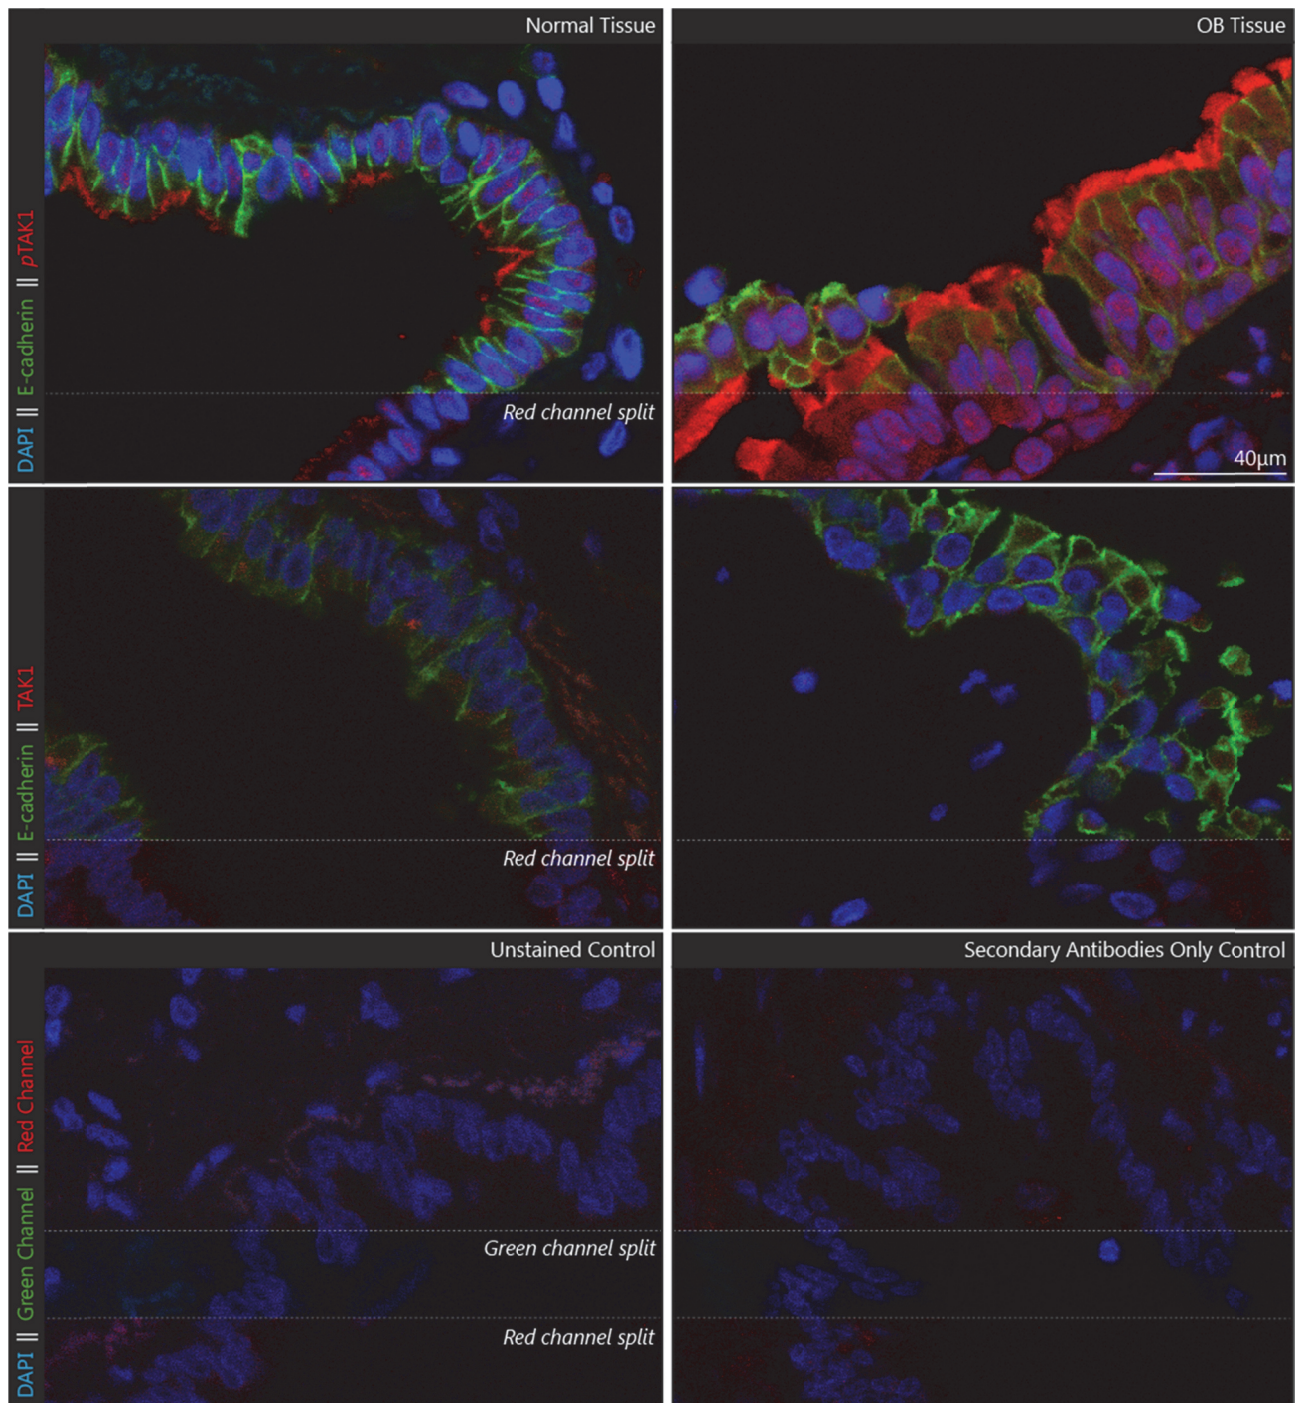 Normal Tissue
OB Tissue
DAPI || E-cadherin || pTAK1
Red channel split
40µm
DAPI || E-cadherin || TAK1
Red channel split
Unstained Control
Secondary Antibodies Only Control
DAPI || Green Channel || Red Channel
Green channel split
Red channel split